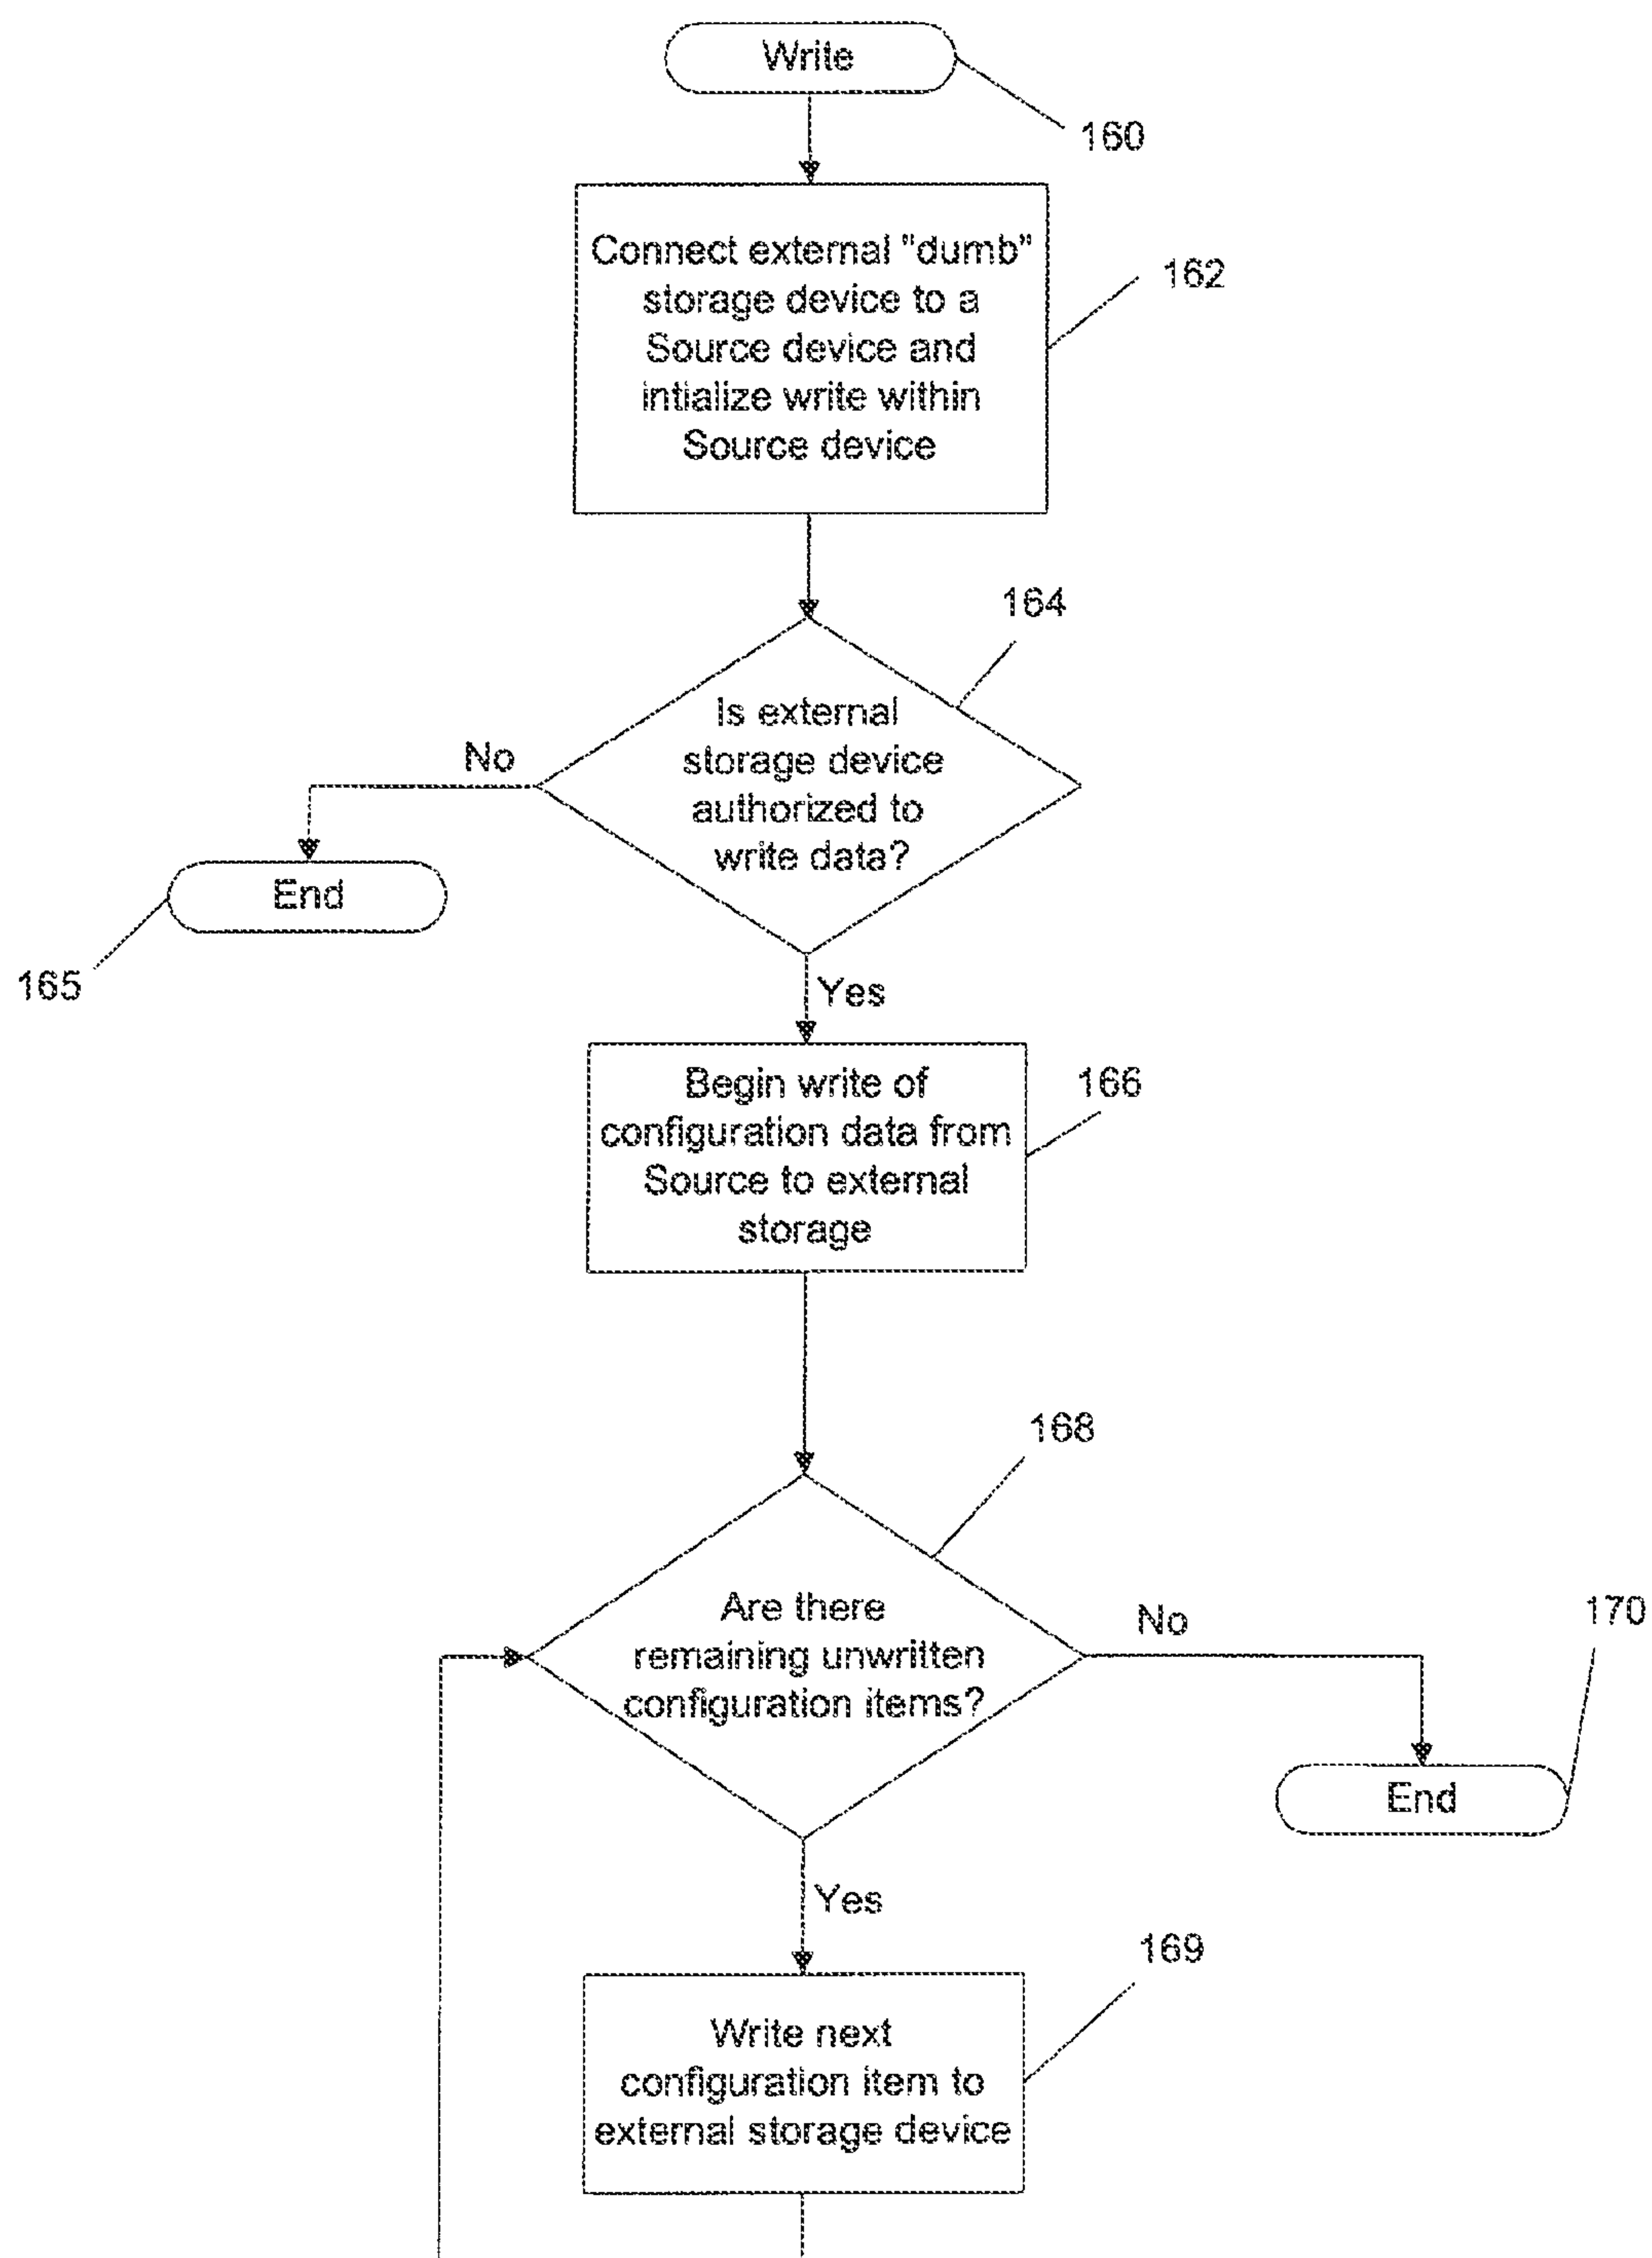 Write
160
Connect external "dumb"
storage device to a
Source device and
intialize write within
Source device
162
164
Is external
storage device
authorized to
write data?
No
End
165
Yes
Begin write of
configuration data from
Source to external
storage
166
168
Are there
remaining unwritten
configuration items?
No
170
End
Yes
169
Write next
configuration item to
external storage device